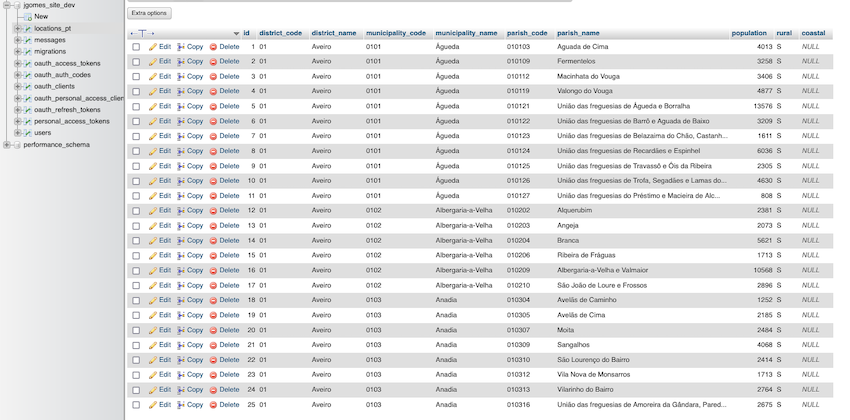 jgomes_site_dev
New
locations_pt
messages
migrations
oauth_access_tokens
oauth_auth_codes
oauth_clients
oauth_personal_access_clien
oauth_refresh_tokens
personal_access_tokens
users
performance_schema
Extra options
id district_code district_name municipality_code municipality_name parish_code parish_name population rural coastal
Edit Copy Delete 1 01 Aveiro 0101 Águeda 010103 Aguada de Cima 4013 S NULL
Edit Copy Delete 2 01 Aveiro 0101 Águeda 010109 Fermentelos 3258 S NULL
Edit Copy Delete 3 01 Aveiro 0101 Águeda 010112 Macinhata do Vouga 3406 S NULL
Edit Copy Delete 4 01 Aveiro 0101 Águeda 010119 Valongo do Vouga 4877 S NULL
Edit Copy Delete 5 01 Aveiro 0101 Águeda 010121 União das freguesias de Águeda e Borralha 13576 S NULL
Edit Copy Delete 6 01 Aveiro 0101 Águeda 010122 União das freguesias de Barrô e Aguada de Baixo 3209 S NULL
Edit Copy Delete 7 01 Aveiro 0101 Águeda 010123 União das freguesias de Belazaima do Chão, Castanh... 1611 S NULL
Edit Copy Delete 8 01 Aveiro 0101 Águeda 010124 União das freguesias de Recardães e Espinhel 6036 S NULL
Edit Copy Delete 9 01 Aveiro 0101 Águeda 010125 União das freguesias de Travassô e Óis da Ribeira 2305 S NULL
Edit Copy Delete 10 01 Aveiro 0101 Águeda 010126 União das freguesias de Trofa, Segadães e Lamas do... 4630 S NULL
Edit Copy Delete 11 01 Aveiro 0101 Águeda 010127 União das freguesias do Préstimo e Macieira de Alc... 808 S NULL
Edit Copy Delete 12 01 Aveiro 0102 Albergaria-a-Velha 010202 Alquerubim 2381 S NULL
Edit Copy Delete 13 01 Aveiro 0102 Albergaria-a-Velha 010203 Angeja 2073 S NULL
Edit Copy Delete 14 01 Aveiro 0102 Albergaria-a-Velha 010204 Branca 5621 S NULL
Edit Copy Delete 15 01 Aveiro 0102 Albergaria-a-Velha 010206 Ribeira de Fráguas 1713 S NULL
Edit Copy Delete 16 01 Aveiro 0102 Albergaria-a-Velha 010209 Albergaria-a-Velha e Valmaior 10568 S NULL
Edit Copy Delete 17 01 Aveiro 0102 Albergaria-a-Velha 010210 São João de Loure e Frossos 2896 S NULL
Edit Copy Delete 18 01 Aveiro 0103 Anadia 010304 Avelãs de Caminho 1252 S NULL
Edit Copy Delete 19 01 Aveiro 0103 Anadia 010305 Avelãs de Cima 2185 S NULL
Edit Copy Delete 20 01 Aveiro 0103 Anadia 010307 Moita 2484 S NULL
Edit Copy Delete 21 01 Aveiro 0103 Anadia 010309 Sangalhos 4068 S NULL
Edit Copy Delete 22 01 Aveiro 0103 Anadia 010310 São Lourenço do Bairro 2414 S NULL
Edit Copy Delete 23 01 Aveiro 0103 Anadia 010312 Vila Nova de Monsarros 1713 S NULL
Edit Copy Delete 24 01 Aveiro 0103 Anadia 010313 Vilarinho do Bairro 2764 S NULL
Edit Copy Delete 25 01 Aveiro 0103 Anadia 010316 União das freguesias de Amoreira da Gândara, Pared... 2675 S NULL